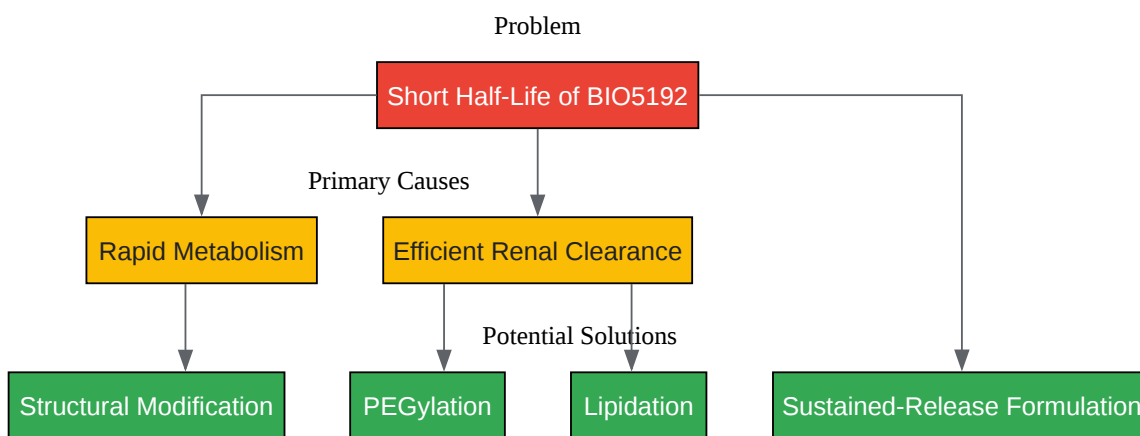 Problem
Short Half-Life of BIO5192
Primary Causes
Rapid Metabolism
Efficient Renal Clearance
Potential Solutions
Structural Modification
PEGylation
Lipidation
Sustained-Release Formulation